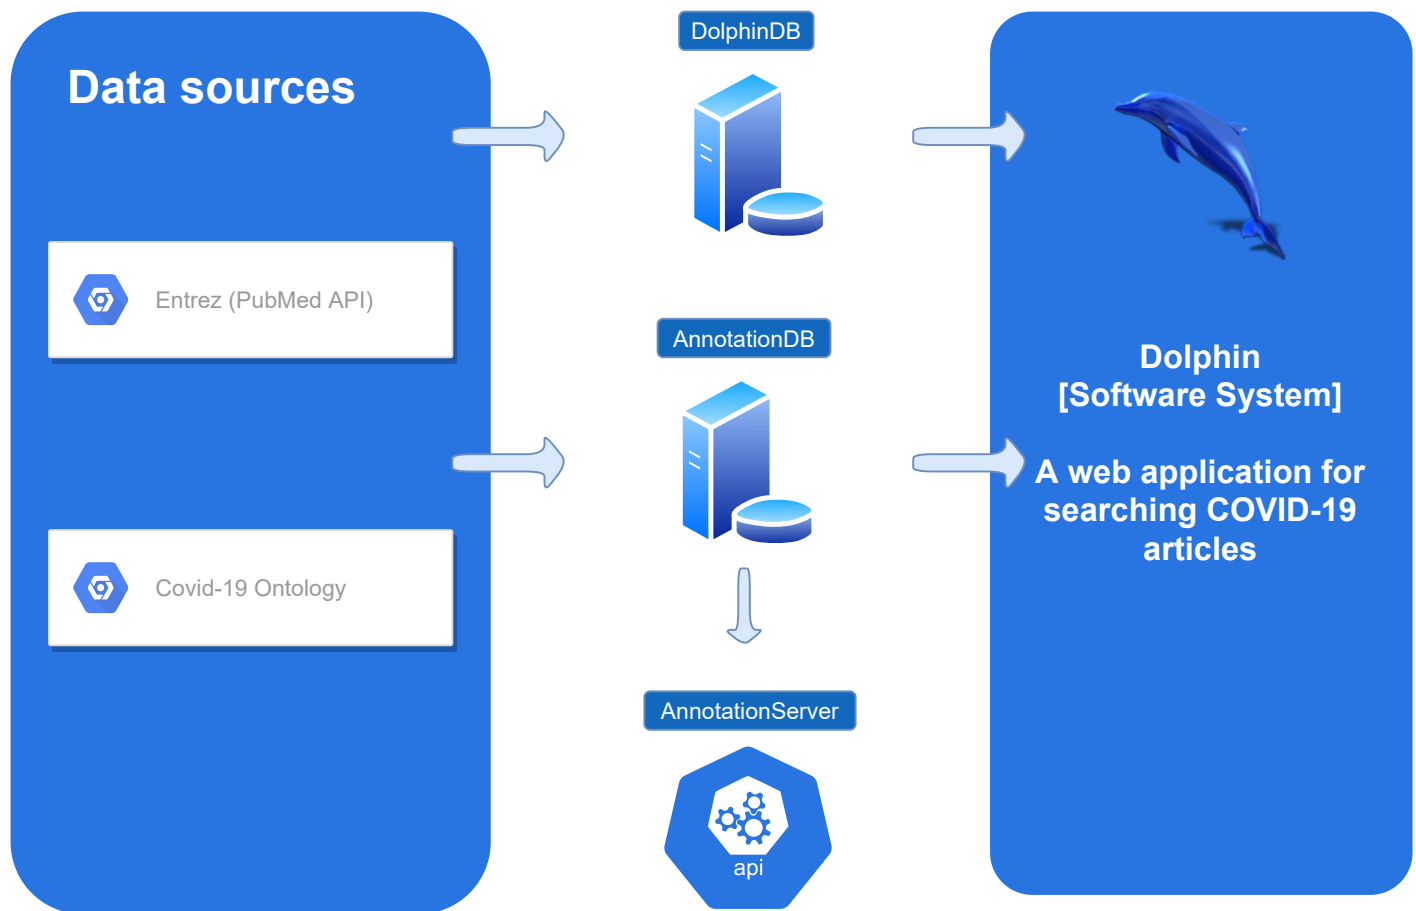 Data sources
Entrez (PubMed API)
Covid-19 Ontology
DolphinDB
AnnotationDB
AnnotationServer
api
Dolphin
[Software System]
A web application for
searching COVID-19
articles